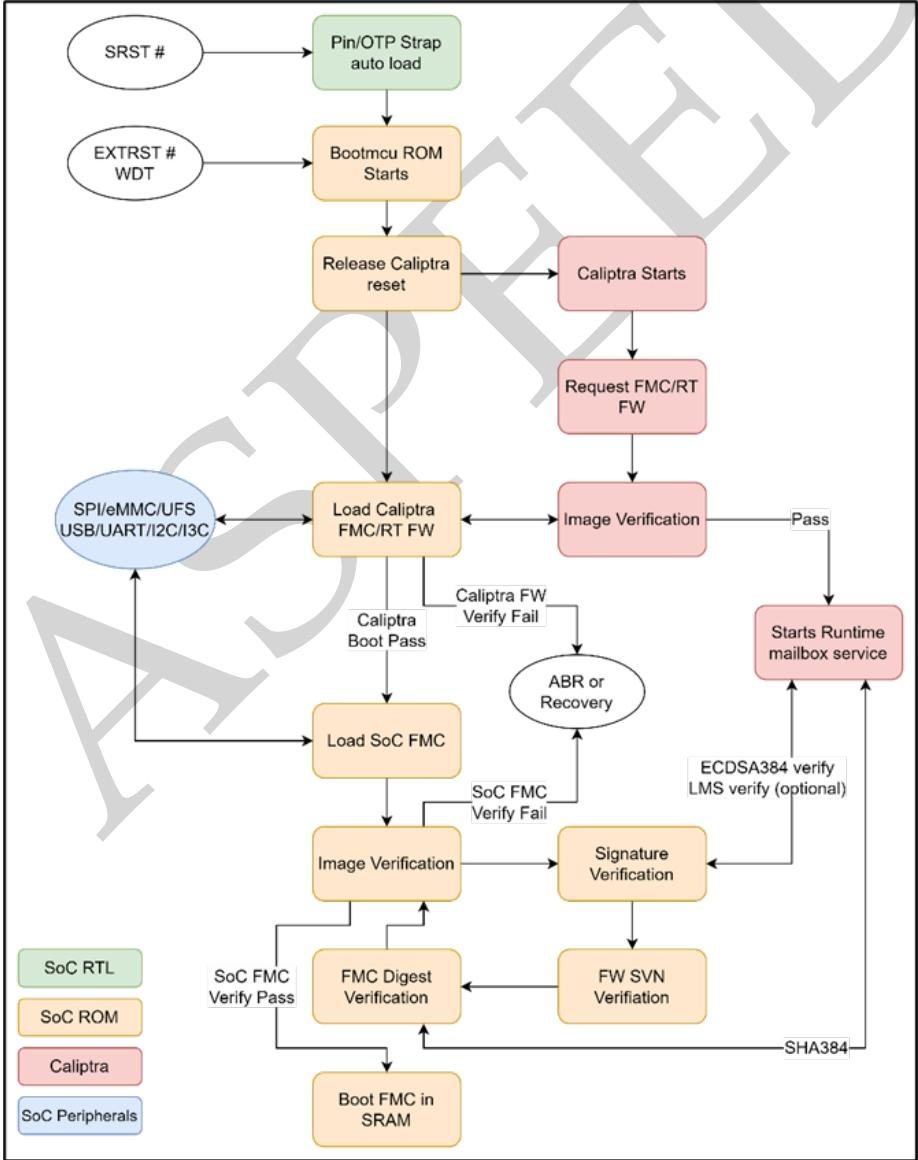 SRST #
Pin/OTP Strap
auto load
EXTRST #
WDT
Bootmcu ROM
Starts
Release Caliptra
reset
Caliptra Starts
Request FMC/RT
FW
SPI/eMMC/UFS
USB/UART/I2C/I3C
Load Caliptra
FMC/RT FW
Image Verification
Pass
Caliptra
Boot Pass
Caliptra FW
Verify Fail
Starts Runtime
mailbox service
ABR or
Recovery
Load SoC FMC
ECDSA384 verify
LMS verify (optional)
SoC FMC
Verify Fail
Image Verification
Signature
Verification
SoC FMC
Verify Pass
FMC Digest
Verification
FW SVN
Verifiation
SHA384
Boot FMC in
SRAM
SoC RTL
SoC ROM
Caliptra
SoC Peripherals
ASPEED